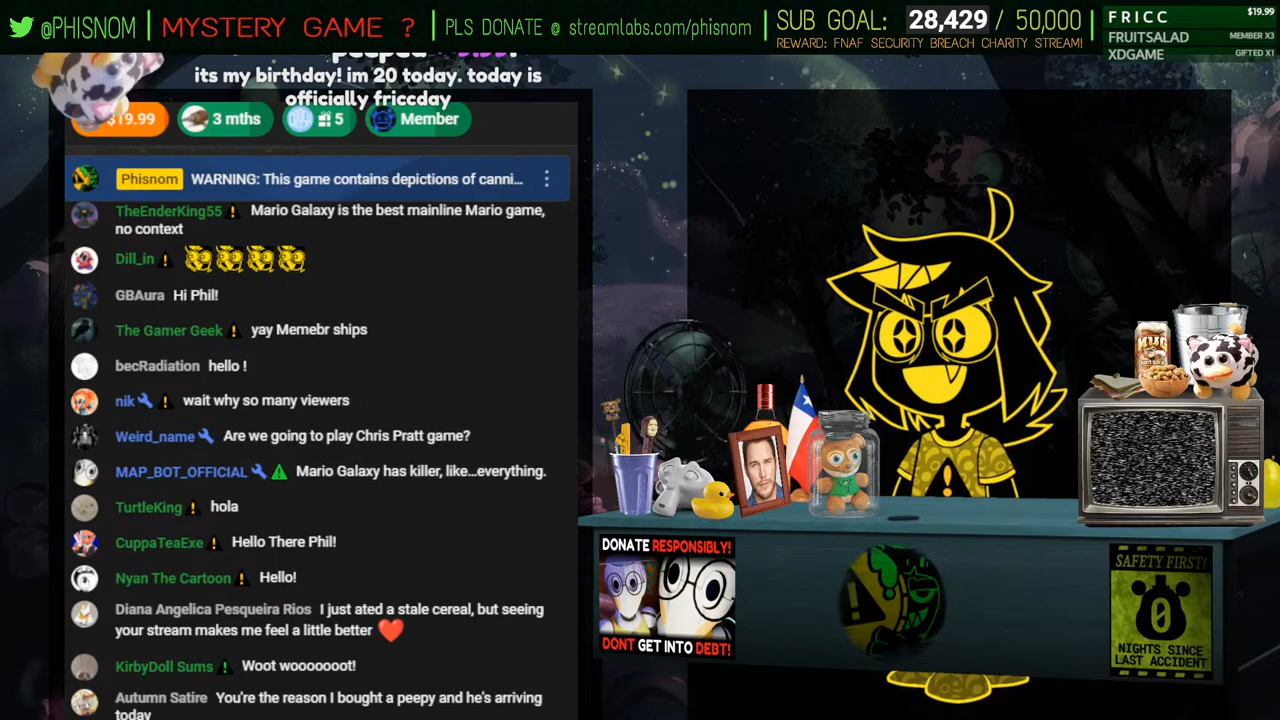 @PHISNOM
MYSTERY GAME ?
PLS DONATE @ streamlabs.com/phisnom
SUB GOAL: 28,429 / 50,000
REWARD: FNAF SECURITY BREACH CHARITY STREAM!
FRICC $19.99
FRUITSALAD MEMBER X3
XDGAME GIFTED X1
peeped
its my birthday! im 20 today. today is
officially friccday
$19.99
3 mths
5
Member
Phisnom WARNING: This game contains depictions of canni...
TheEnderKing55 Mario Galaxy is the best mainline Mario game,
no context
Dill_in
GBAura Hi Phil!
The Gamer Geek yay Memebr ships
becRadiation hello !
nik wait why so many viewers
Weird_name Are we going to play Chris Pratt game?
MAP_BOT_OFFICIAL Mario Galaxy has killer, like...everything.
TurtleKing hola
CuppaTeaExe Hello There Phil!
Nyan The Cartoon Hello!
Diana Angelica Pesqueira Rios I just ated a stale cereal, but seeing
your stream makes me feel a little better
KirbyDoll Sums Woot wooooooot!
Autumn Satire You're the reason I bought a peepy and he's arriving
today
MUG
DONATE RESPONSIBLY!
DONT GET INTO DEBT!
SAFETY FIRST!
0
NIGHTS SINCE
LAST ACCIDENT